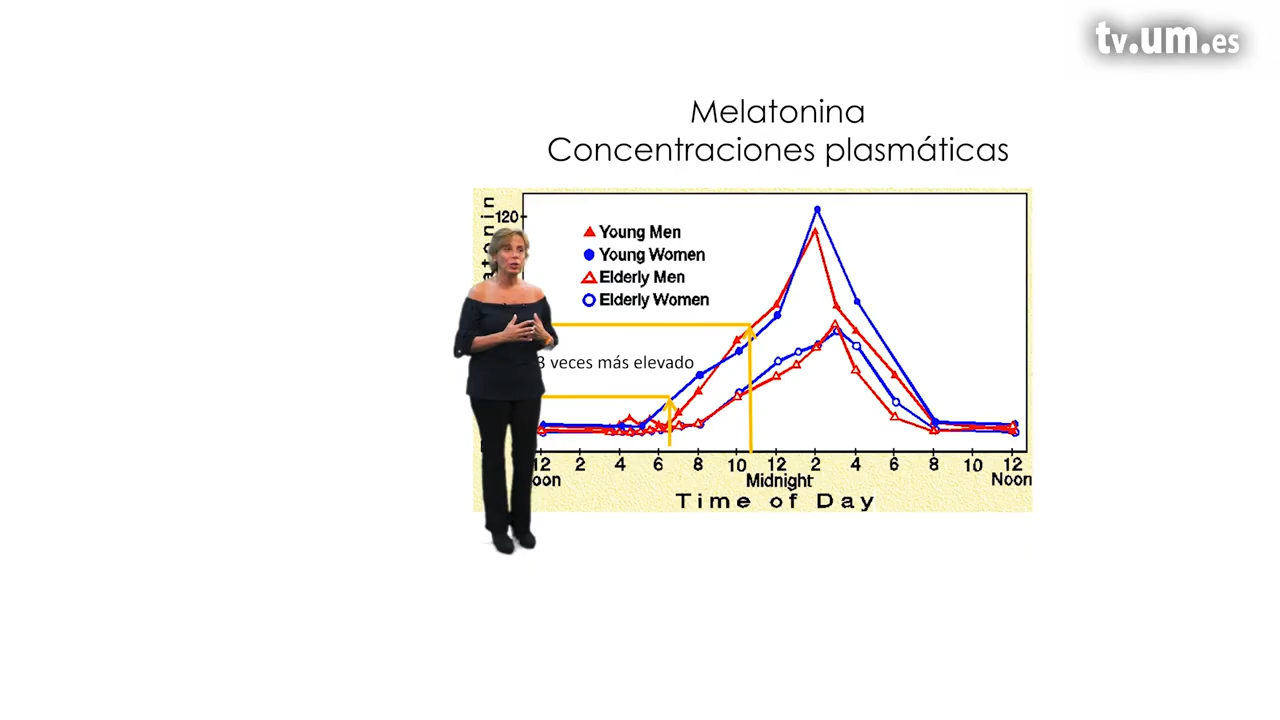 tv.um.es
Melatonina
Concentraciones plasmáticas
120
Young Men
Young Women
Elderly Men
Elderly Women
3 veces más elevado
12 2 4 6 8 10 12 2 4 6 8 10 12
Midnight Noon
Time of Day